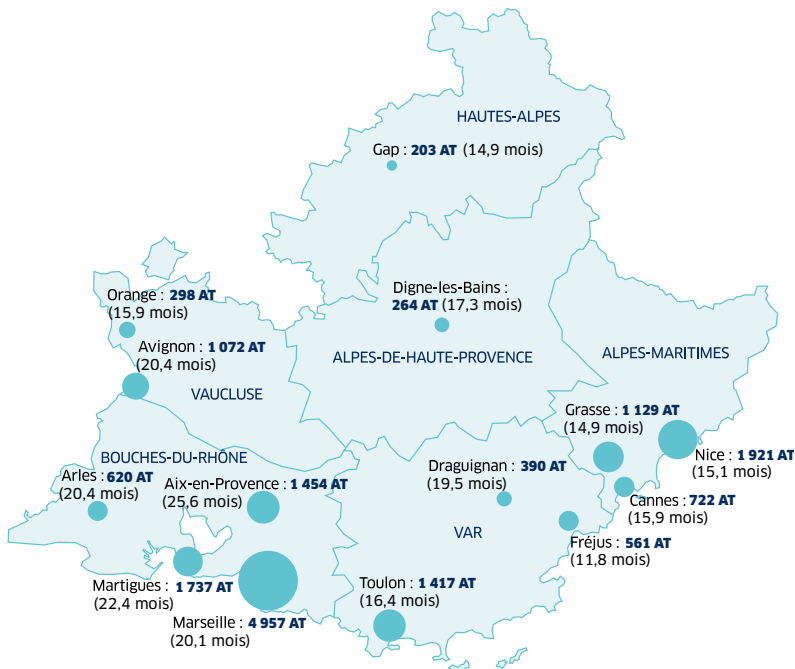 HAUTES-ALPES
Gap : 203 AT (14,9 mois)
Digne-les-Bains :
264 AT (17,3 mois)
ALPES-DE-HAUTE-PROVENCE
Orange : 298 AT
(15,9 mois)
Avignon : 1 072 AT
(20,4 mois)
VAUCLUSE
ALPES-MARITIMES
Grasse : 1 129 AT
(14,9 mois)
Nice : 1 921 AT
(15,1 mois)
Cannes : 722 AT
(15,9 mois)
BOUCHES-DU-RHÔNE
Arles : 620 AT
(20,4 mois)
Aix-en-Provence : 1 454 AT
(25,6 mois)
Draguignan : 390 AT
(19,5 mois)
VAR
Fréjus : 561 AT
(11,8 mois)
Martigues : 1 737 AT
(22,4 mois)
Marseille : 4 957 AT
(20,1 mois)
Toulon : 1 417 AT
(16,4 mois)